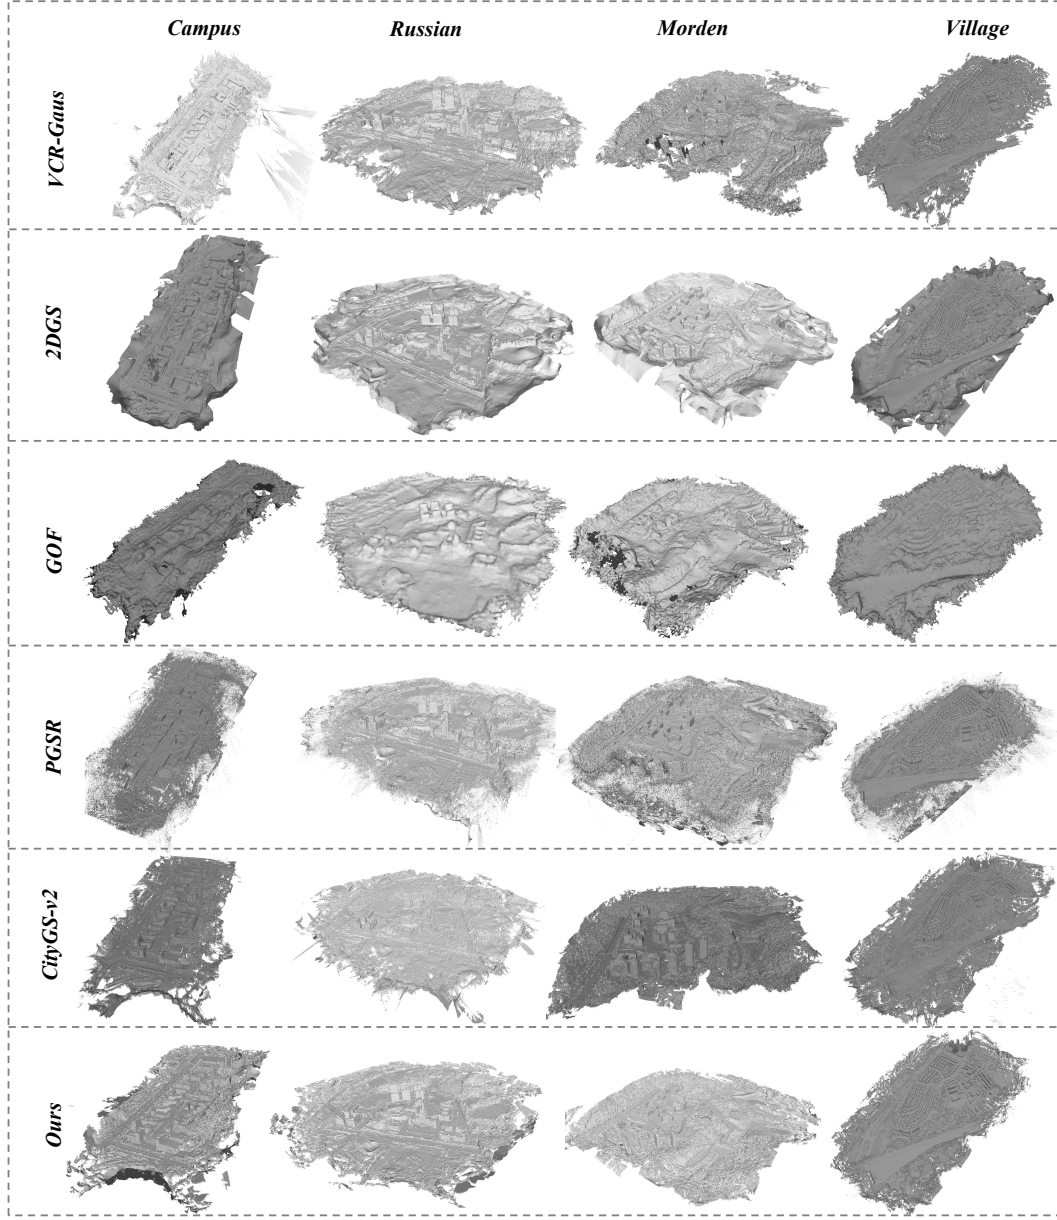 Campus Russian Morden Village
VCR-Gaus
2DGS
GOF
PGSR
CityGS-v2
Ours